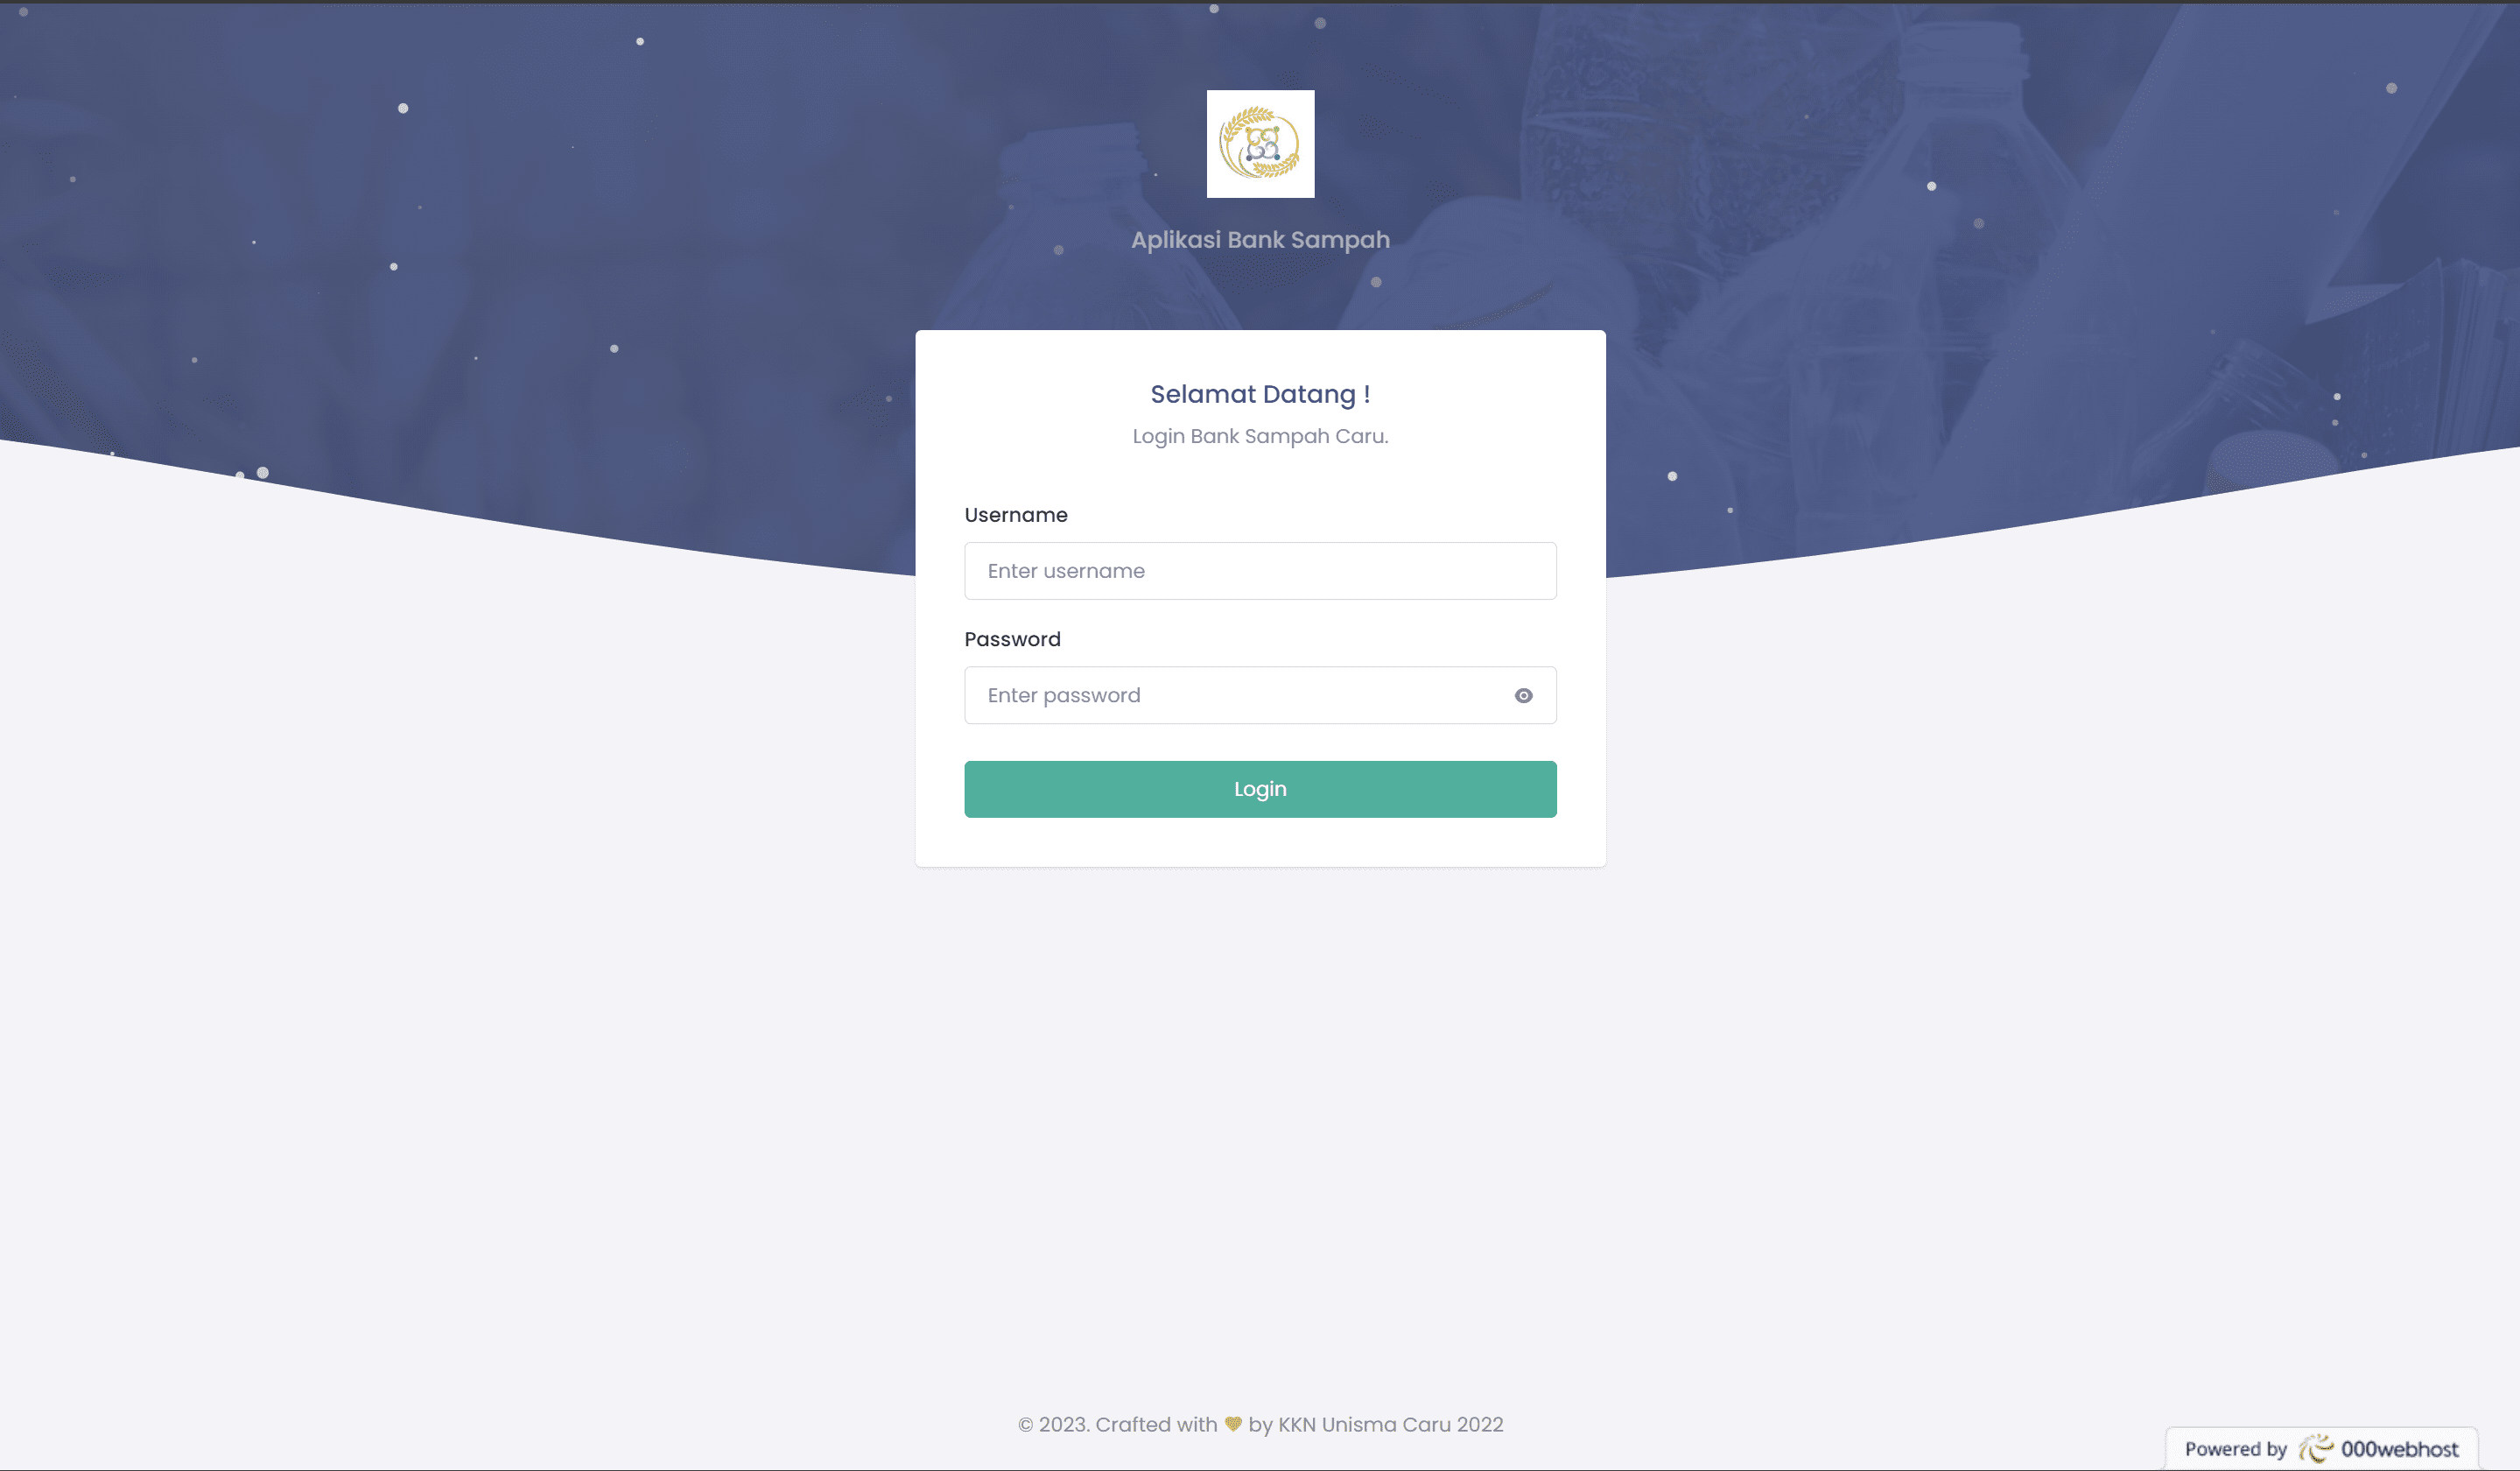 Aplikasi Bank Sampah
Selamat Datang !
Login Bank Sampah Caru.
Username
Enter username
Password
Enter password
Login
© 2023. Crafted with 💛 by KKN Unisma Caru 2022
Powered by 000webhost